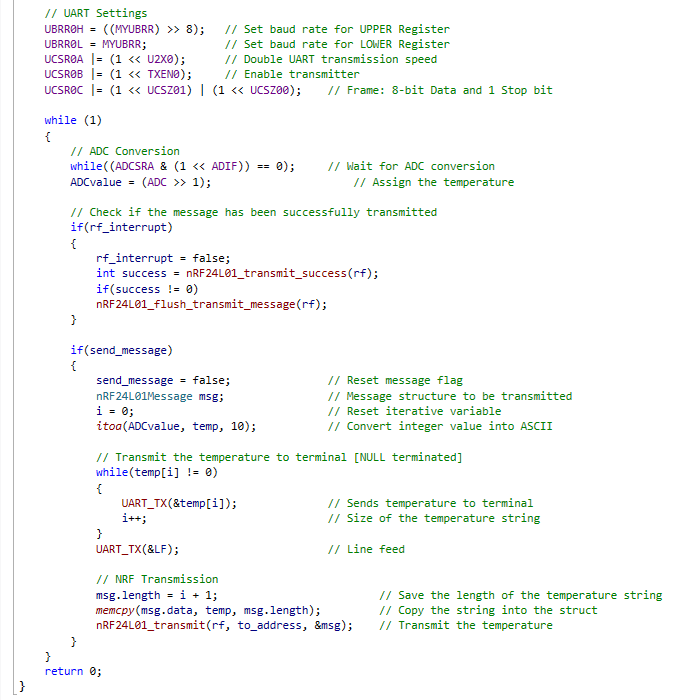 // UART Settings
UBRR0H = ((MYUBRR) >> 8);   // Set baud rate for UPPER Register
UBRR0L = MYUBRR;            // Set baud rate for LOWER Register
UCSR0A |= (1 << U2X0);      // Double UART transmission speed
UCSR0B |= (1 << TXEN0);     // Enable transmitter
UCSR0C |= (1 << UCSZ01) | (1 << UCSZ00);    // Frame: 8-bit Data and 1 Stop bit
while (1)
{
// ADC Conversion
while((ADCSRA & (1 << ADIF)) == 0);     // Wait for ADC conversion
ADCvalue = (ADC >> 1);                      // Assign the temperature
// Check if the message has been successfully transmitted
if(rf_interrupt)
{
rf_interrupt = false;
int success = nRF24L01_transmit_success(rf);
if(success != 0)
nRF24L01_flush_transmit_message(rf);
}
if(send_message)
{
send_message = false;               // Reset message flag
nRF24L01Message msg;                // Message structure to be transmitted
i = 0;                              // Reset iterative variable
itoa(ADCvalue, temp, 10);           // Convert integer value into ASCII
// Transmit the temperature to terminal [NULL terminated]
while(temp[i] != 0)
{
UART_TX(&temp[i]);              // Sends temperature to terminal
i++;                            // Size of the temperature string
}
UART_TX(&LF);                       // Line feed
// NRF Transmission
msg.length = i + 1;                         // Save the length of the temperature string
memcpy(msg.data, temp, msg.length);         // Copy the string into the struct
nRF24L01_transmit(rf, to_address, &msg);    // Transmit the temperature
}
}
return 0;
}